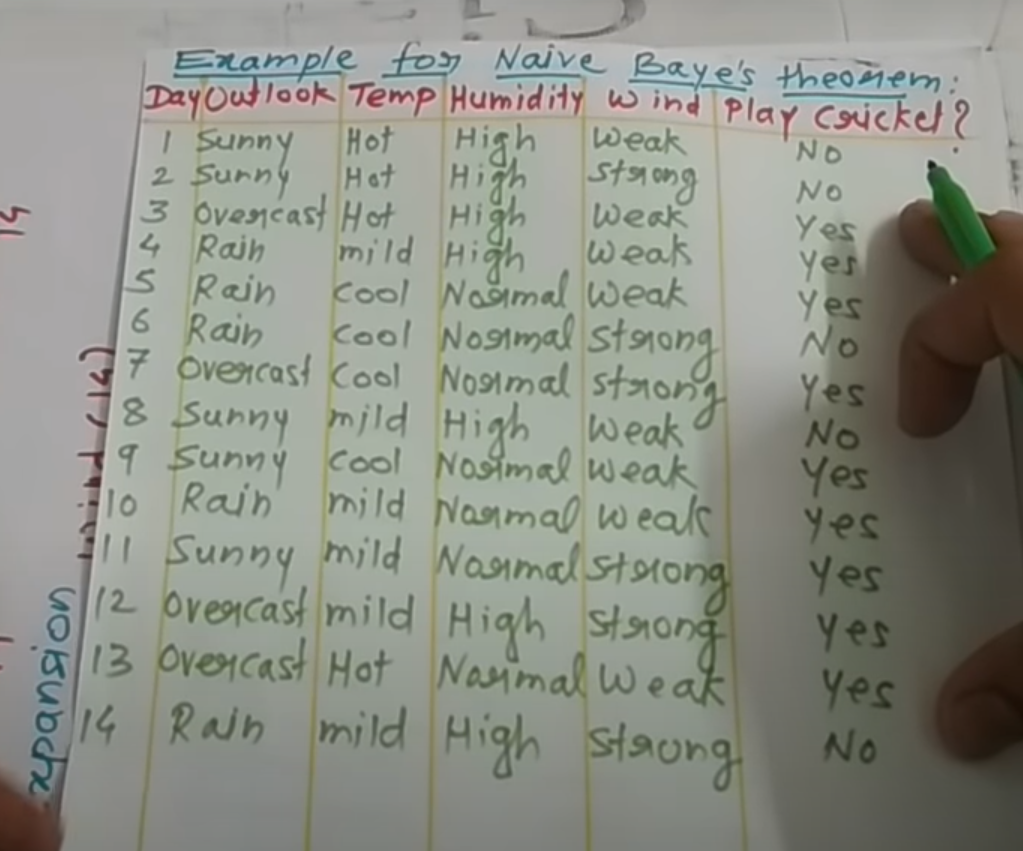 Example for Naive Baye's theorem:
Day Outlook Temp Humidity Wind Play Cricket?
1 Sunny Hot High Weak No
2 Sunny Hot High Strong No
3 Overcast Hot High Weak Yes
4 Rain mild High Weak Yes
5 Rain Cool Normal Weak Yes
6 Rain Cool Normal Strong No
7 Overcast Cool Normal Strong Yes
8 Sunny mild High Weak No
9 Sunny Cool Normal Weak Yes
10 Rain mild Normal Weak Yes
11 Sunny mild Normal Strong Yes
12 Overcast mild High Strong Yes
13 Overcast Hot Normal Weak Yes
14 Rain mild High Strong No